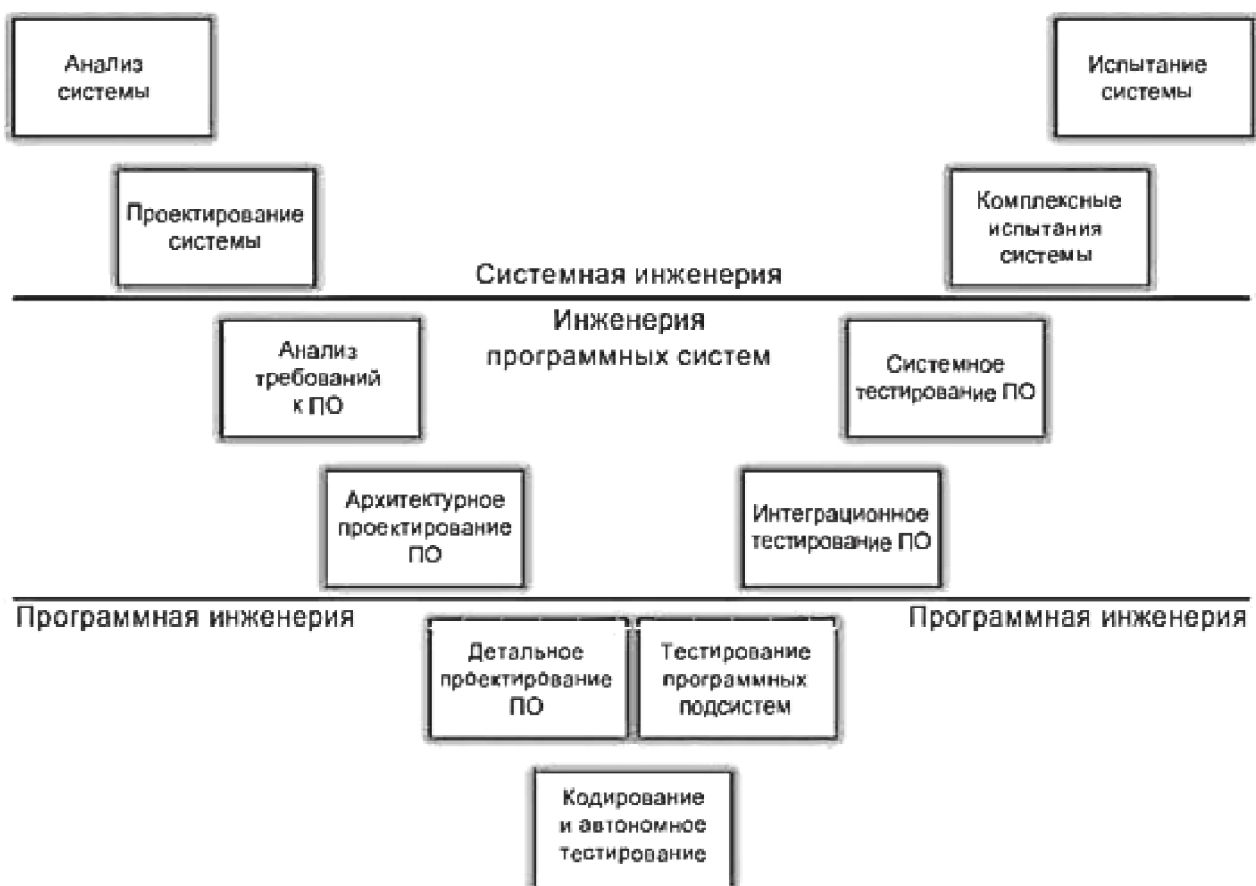 Анализ
системы
Испытание
системы
Проектирование
системы
Комплексные
испытания
системы
Системная инженерия
Инженерия
программных систем
Анализ
требований
к ПО
Системное
тестирование ПО
Архитектурное
проектирование
ПО
Интеграционное
тестирование ПО
Программная инженерия
Программная инженерия
Детальное
проектирование
ПО
Тестирование
программных
подсистем
Кодирование
и автономное
тестирование